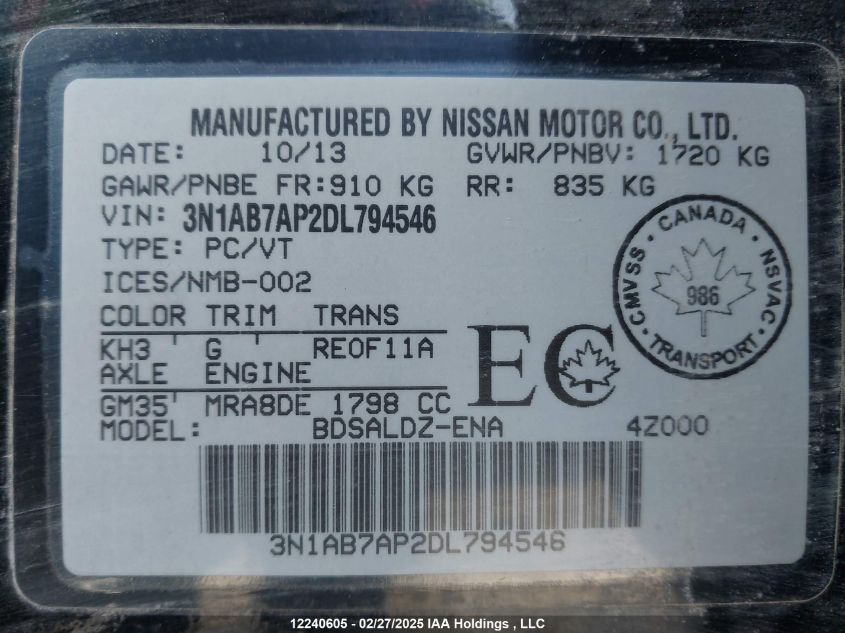 MANUFACTURED BY NISSAN MOTOR CO., LTD.
DATE: 10/13 GVWR/PNBV: 1720 KG
GAWR/PNBE FR:910 KG RR: 835 KG
VIN: 3N1AB7AP2DL794546
TYPE: PC/VT
ICES/NMB-002
COLOR TRIM TRANS
KH3 ' G ' RE0F11A
AXLE ENGINE
GM35' MRA8DE 1798 CC
MODEL: BDSALDZ-ENA 4Z000
EC
CANADA
CMVSS · NSVAC
986
TRANSPORT
3N1AB7AP2DL794546
12240605 - 02/27/2025 IAA Holdings , LLC